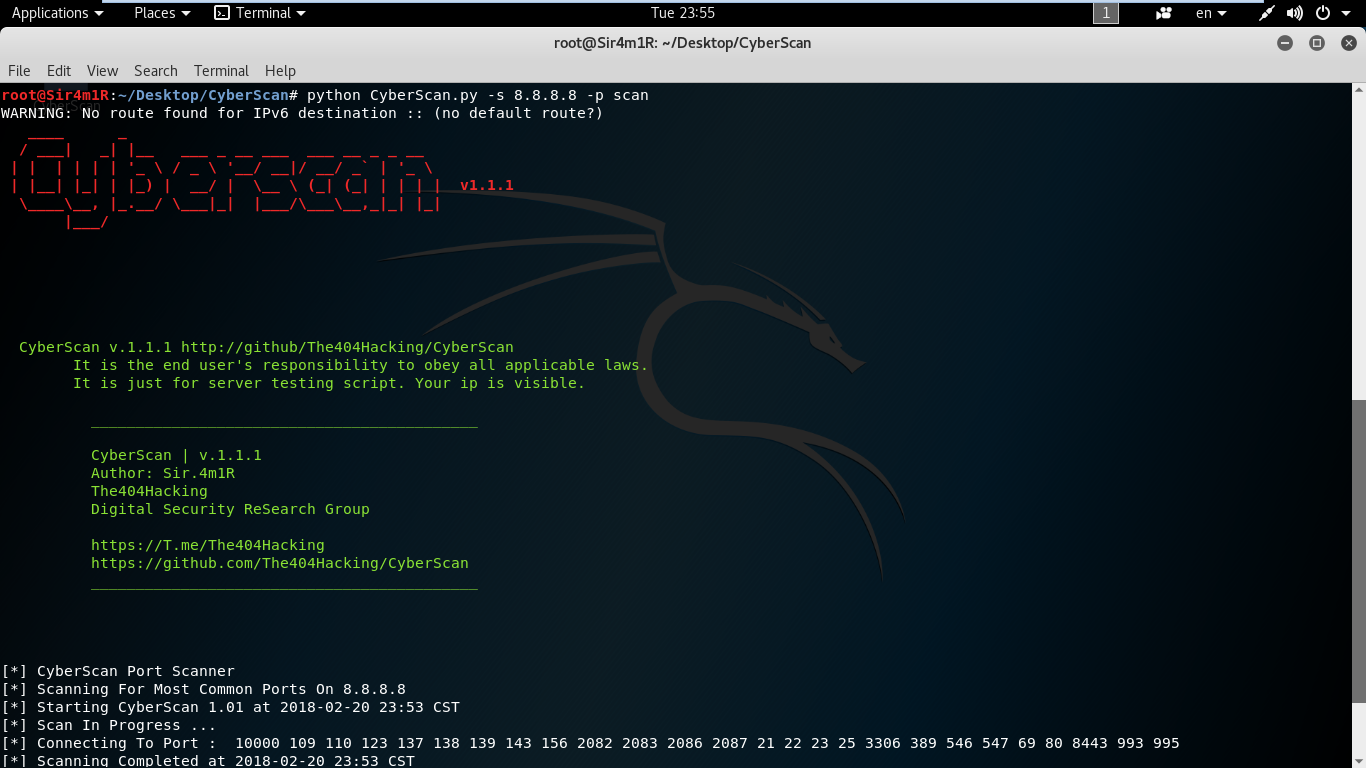 Applications Places Terminal Tue 23:55 1 en
root@Sir4m1R: ~/Desktop/CyberScan
File Edit View Search Terminal Help
root@Sir4m1R:~/Desktop/CyberScan# python CyberScan.py -s 8.8.8.8 -p scan
WARNING: No route found for IPv6 destination :: (no default route?)
Cyberscan v1.1.1
CyberScan v.1.1.1 http://github/The404Hacking/CyberScan
It is the end user's responsibility to obey all applicable laws.
It is just for server testing script. Your ip is visible.
CyberScan | v.1.1.1
Author: Sir.4m1R
The404Hacking
Digital Security ReSearch Group
https://T.me/The404Hacking
https://github.com/The404Hacking/CyberScan
[*] CyberScan Port Scanner
[*] Scanning For Most Common Ports On 8.8.8.8
[*] Starting CyberScan 1.01 at 2018-02-20 23:53 CST
[*] Scan In Progress ...
[*] Connecting To Port :  10000 109 110 123 137 138 139 143 156 2082 2083 2086 2087 21 22 23 25 3306 389 546 547 69 80 8443 993 995
[*] Scanning Completed at 2018-02-20 23:53 CST